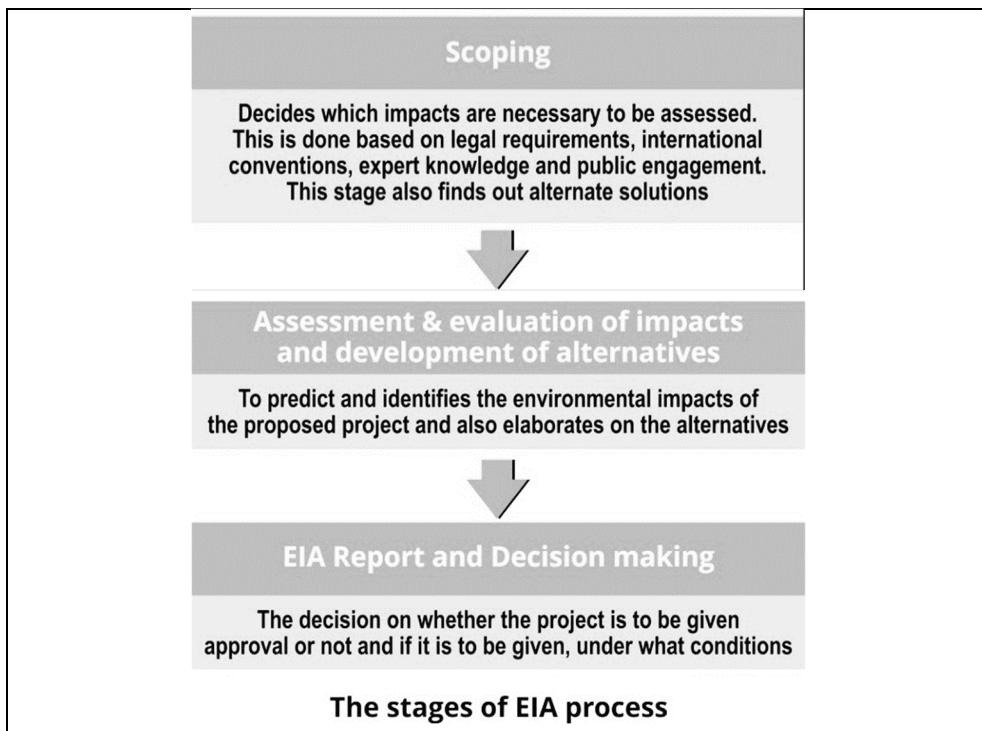 Scoping
Decides which impacts are necessary to be assessed.
This is done based on legal requirements, international
conventions, expert knowledge and public engagement.
This stage also finds out alternate solutions
Assessment & evaluation of impacts
and development of alternatives
To predict and identifies the environmental impacts of
the proposed project and also elaborates on the alternatives
EIA Report and Decision making
The decision on whether the project is to be given
approval or not and if it is to be given, under what conditions
The stages of EIA process